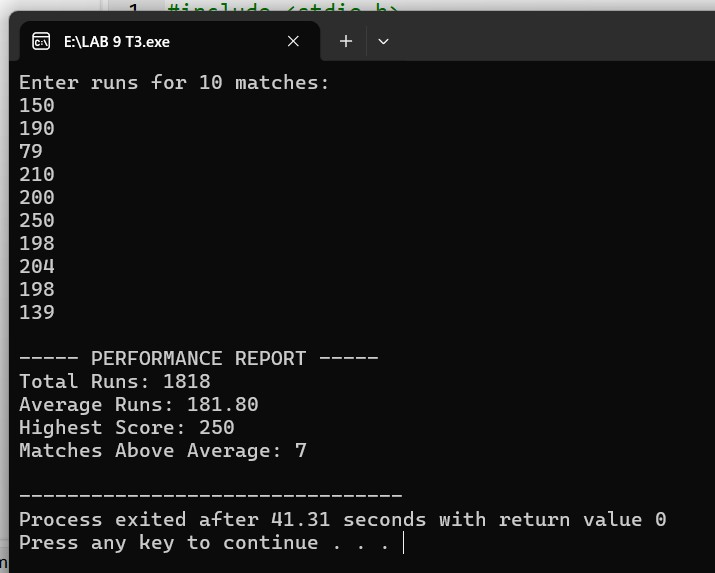 1 #include <stdio.h>
E:\LAB 9 T3.exe
Enter runs for 10 matches:
150
190
79
210
200
250
198
204
198
139
----- PERFORMANCE REPORT -----
Total Runs: 1818
Average Runs: 181.80
Highest Score: 250
Matches Above Average: 7
--------------------------------
Process exited after 41.31 seconds with return value 0
Press any key to continue . . .